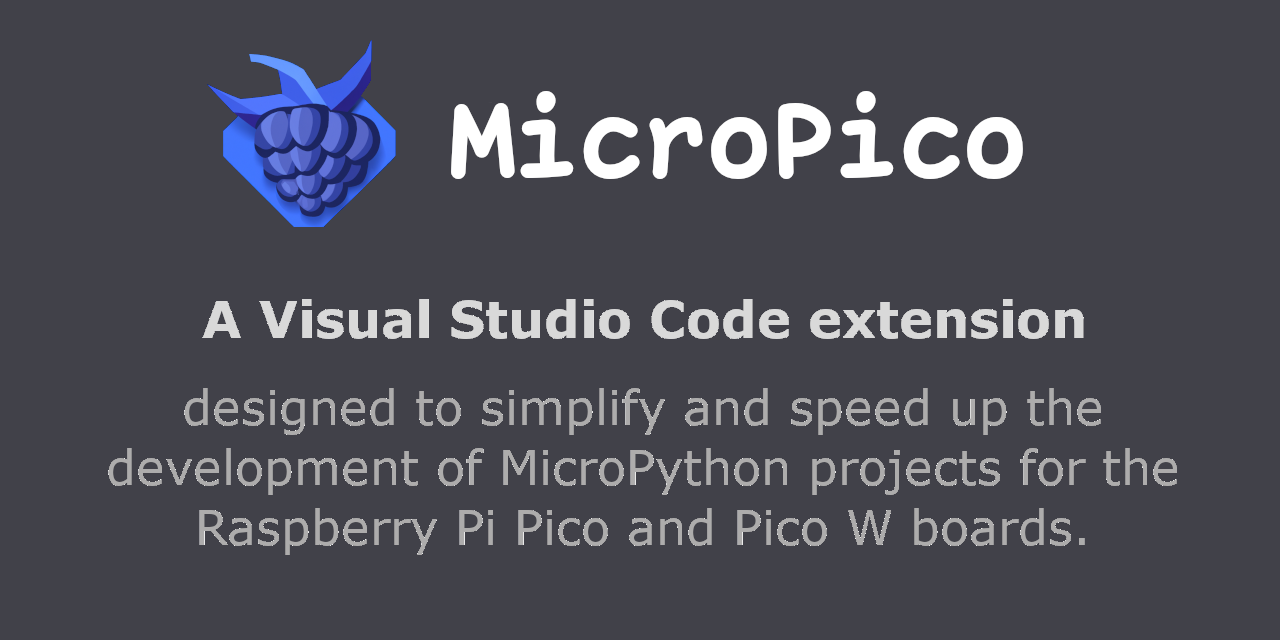 MicroPico
A Visual Studio Code extension
designed to simplify and speed up the
development of MicroPython projects for the
Raspberry Pi Pico and Pico W boards.